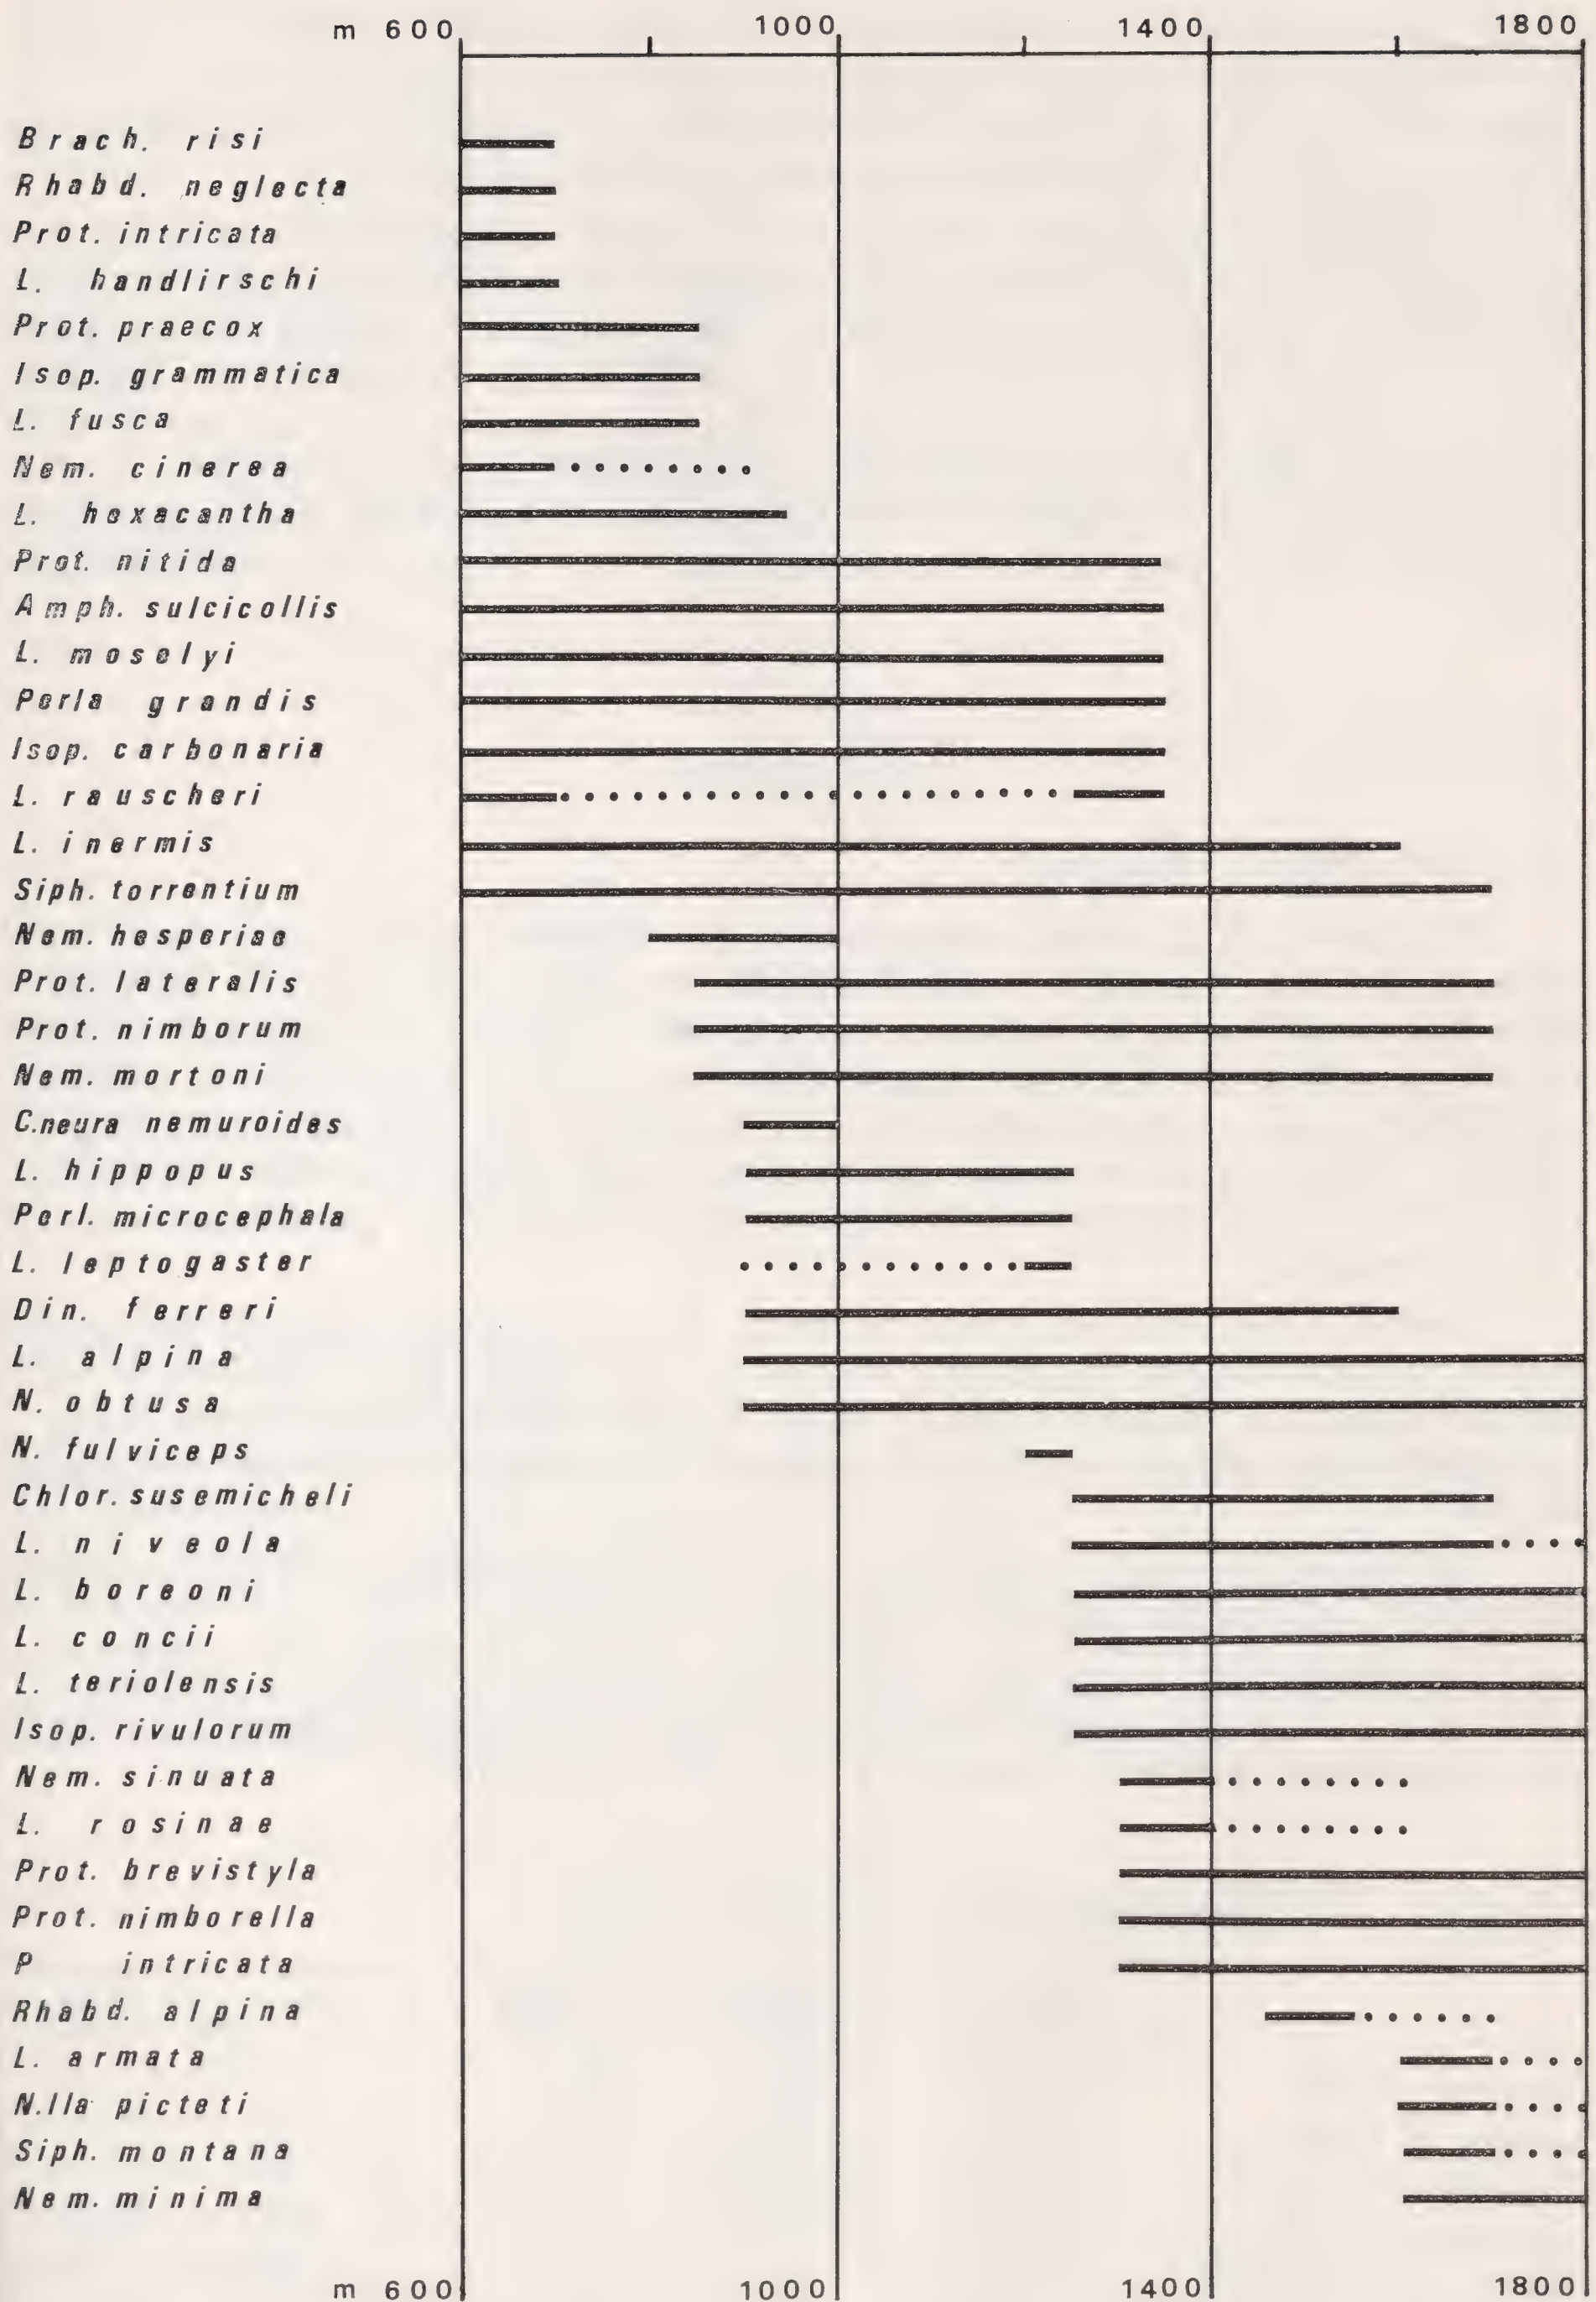 m 600 1000 1400 1800
Brach. risi
Rhabd. neglecta
Prot. intricata
L. handlirschi
Prot. praecox
Isop. grammatica
L. fusca
Nem. cinerea
L. hexacantha
Prot. nitida
Amph. sulcicollis
L. moselyi
Perla grandis
Isop. carbonaria
L. rauscheri
L. inermis
Siph. torrentium
Nem. hesperiae
Prot. lateralis
Prot. nimborum
Nem. mortoni
C.neura nemuroides
L. hippopus
Perl. microcephala
L. leptogaster
Din. ferreri
L. alpina
N. obtusa
N. fulviceps
Chlor. susemicheli
L. niveola
L. boreoni
L. concii
L. teriolensis
Isop. rivulorum
Nem. sinuata
L. rosinae
Prot. brevistyla
Prot. nimborella
P intricata
Rhabd. alpina
L. armata
N.lla picteti
Siph. montana
Nem. minima
m 600 1000 1400 1800